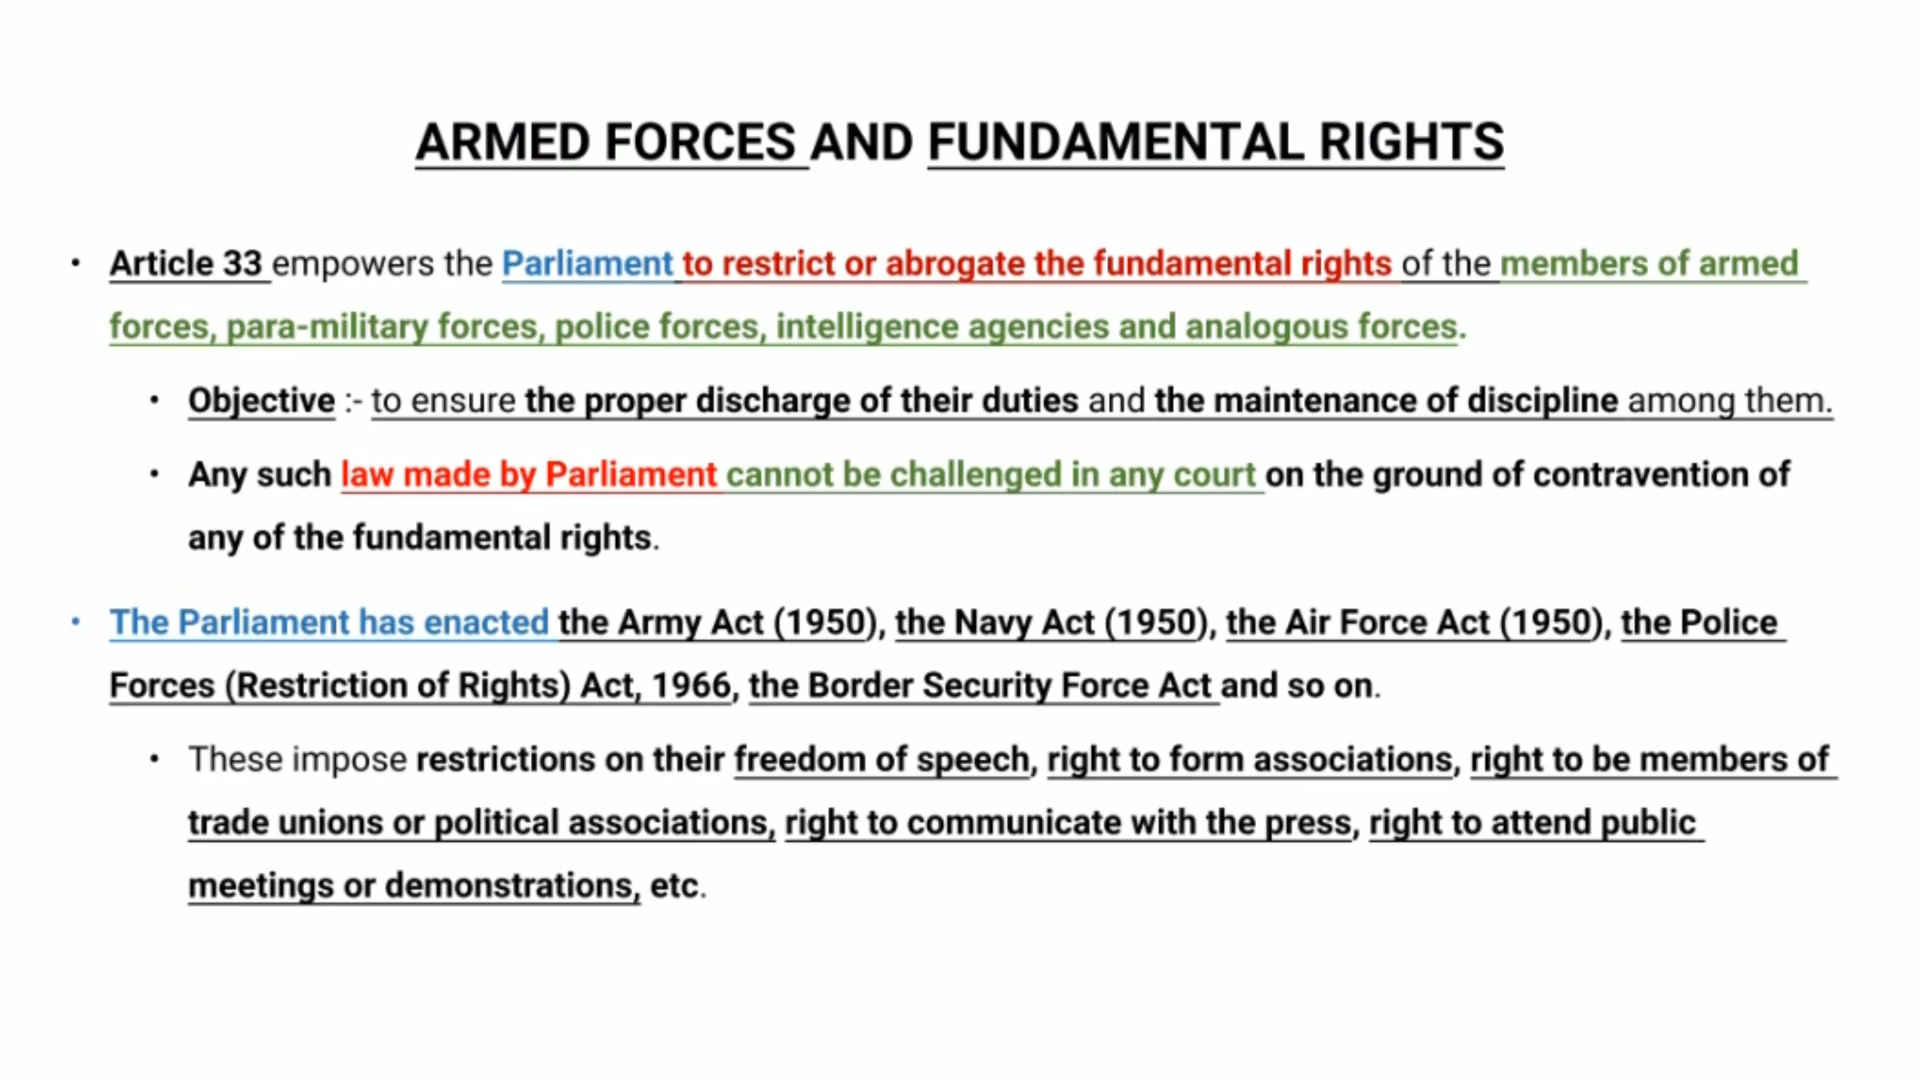 ARMED FORCES AND FUNDAMENTAL RIGHTS
• Article 33 empowers the Parliament to restrict or abrogate the fundamental rights of the members of armed
forces, para-military forces, police forces, intelligence agencies and analogous forces.
• Objective :- to ensure the proper discharge of their duties and the maintenance of discipline among them.
• Any such law made by Parliament cannot be challenged in any court on the ground of contravention of
any of the fundamental rights.
• The Parliament has enacted the Army Act (1950), the Navy Act (1950), the Air Force Act (1950), the Police
Forces (Restriction of Rights) Act, 1966, the Border Security Force Act and so on.
• These impose restrictions on their freedom of speech, right to form associations, right to be members of
trade unions or political associations, right to communicate with the press, right to attend public
meetings or demonstrations, etc.